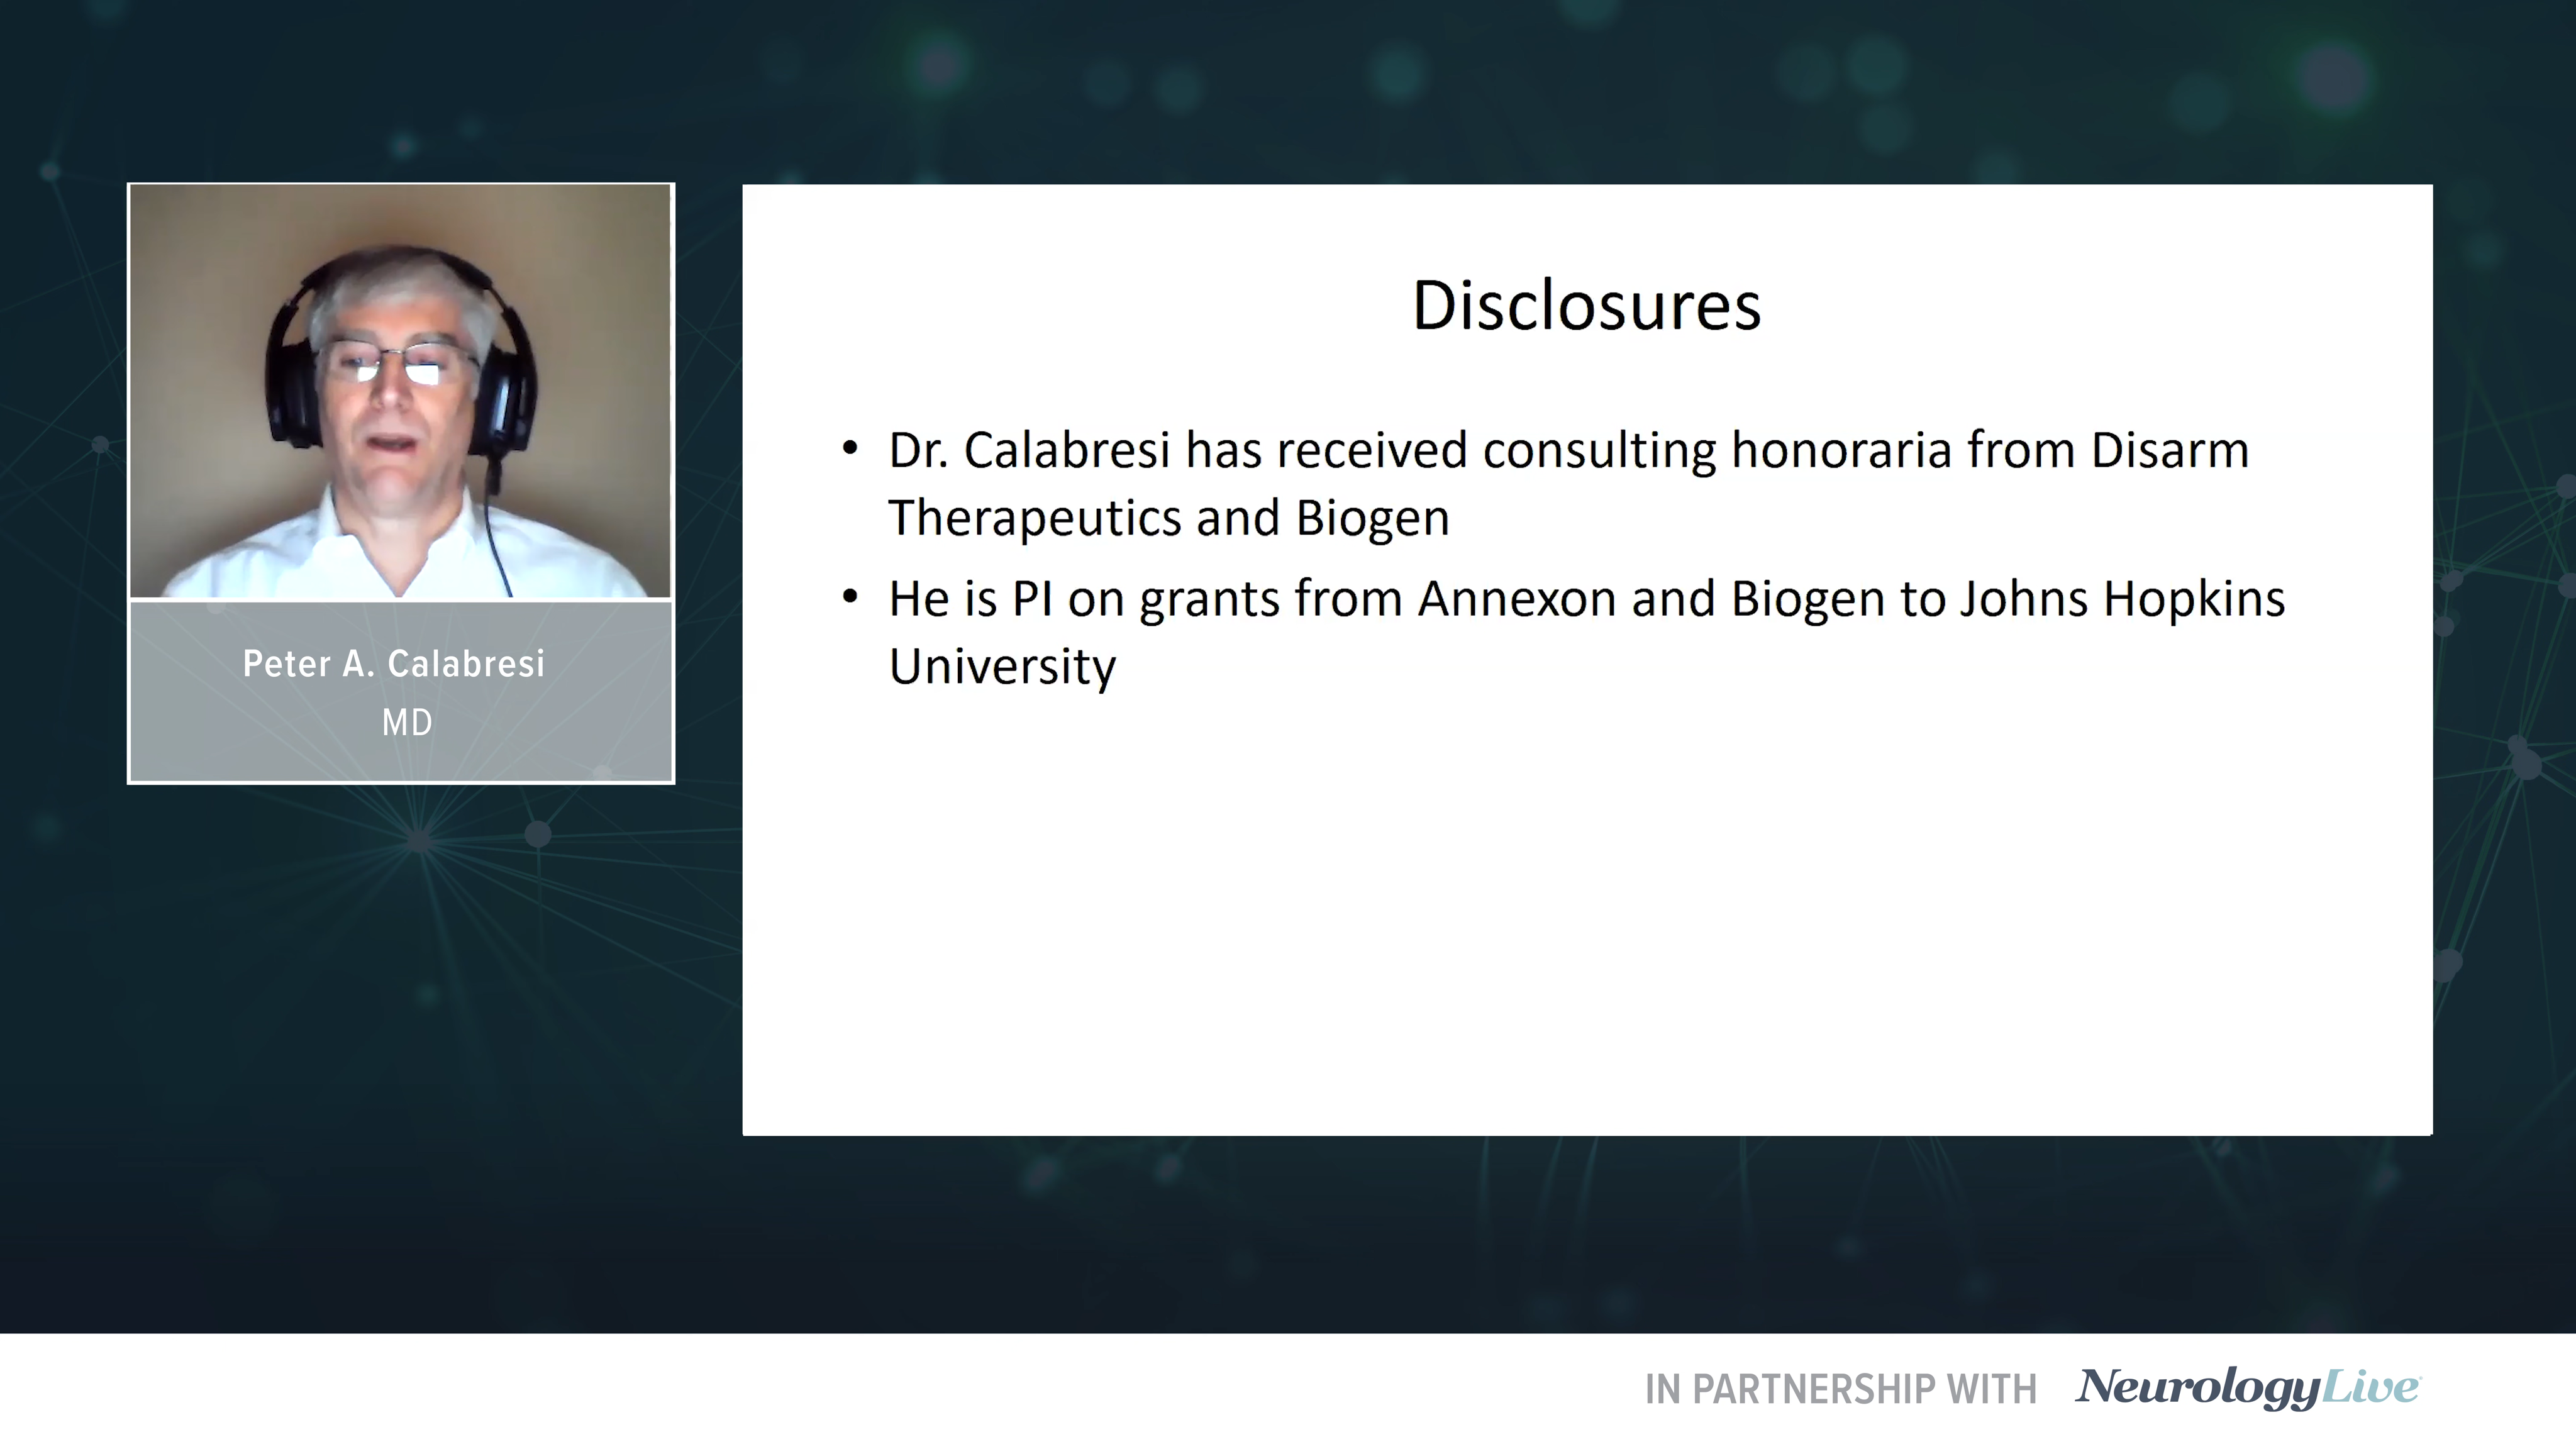 Peter A. Calabresi
MD
Disclosures
• Dr. Calabresi has received consulting honoraria from Disarm
Therapeutics and Biogen
• He is PI on grants from Annexon and Biogen to Johns Hopkins
University
IN PARTNERSHIP WITH NeurologyLive